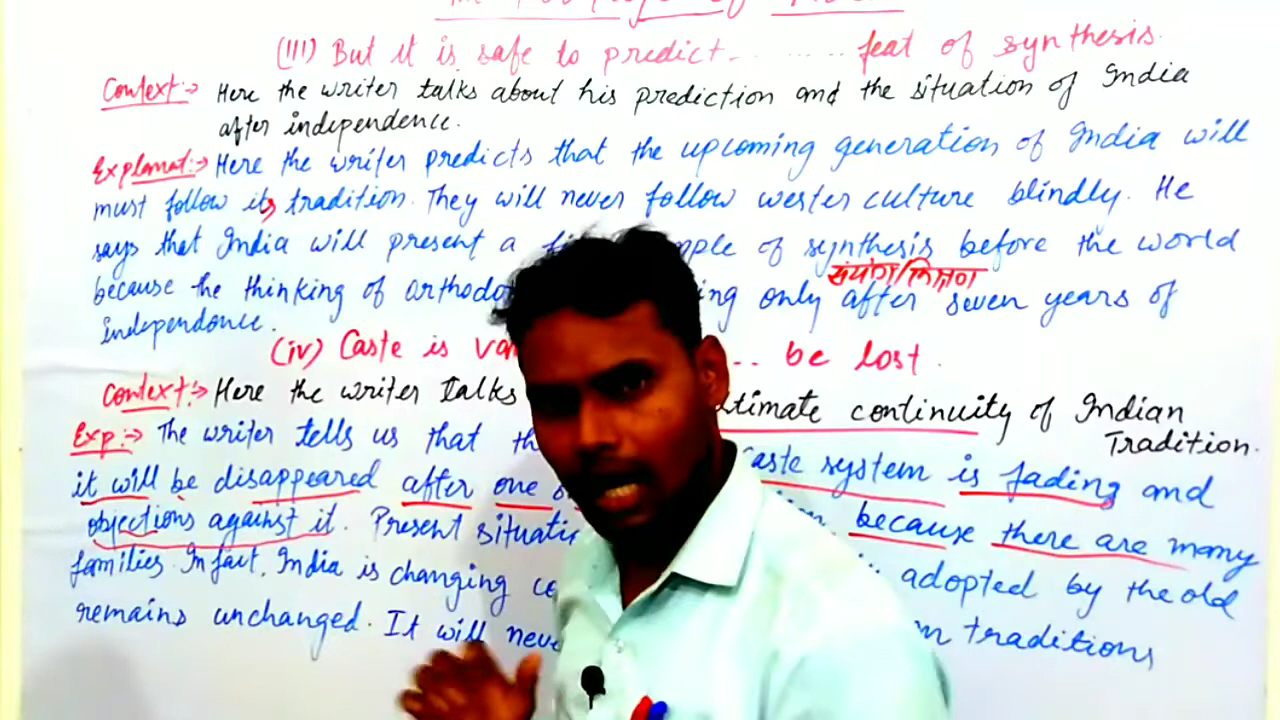 (III) But it is safe to predict- .. ...... feat of synthesis.
Context:-> Here the writer talks about his prediction and the situation of India
after independence.
Explanat:-> Here the writer predicts that the upcoming generation of India will
must follow its tradition. They will never follow wester culture blindly. He
says that India will present a mple of synthesis before the world
संयोग/मिश्रण
because the thinking of orthodo ing only after seven years of
independence.
(iv) Caste is van ... be lost.
Context:-> Here the writer talks timate continuity of Indian
Tradition.
Exp:-> The writer tells us that th caste system is fading and
it will be disappeared after one because there are many
objections against it. Present situati adopted by the old
families. In fact, India is changing co
remains unchanged. It will neve traditions